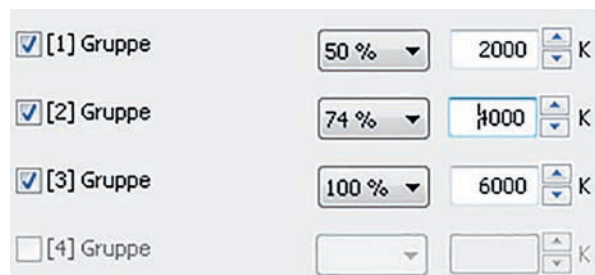 [1] Gruppe 50 % 2000 K
[2] Gruppe 74 % 4000 K
[3] Gruppe 100 % 6000 K
[4] Gruppe K